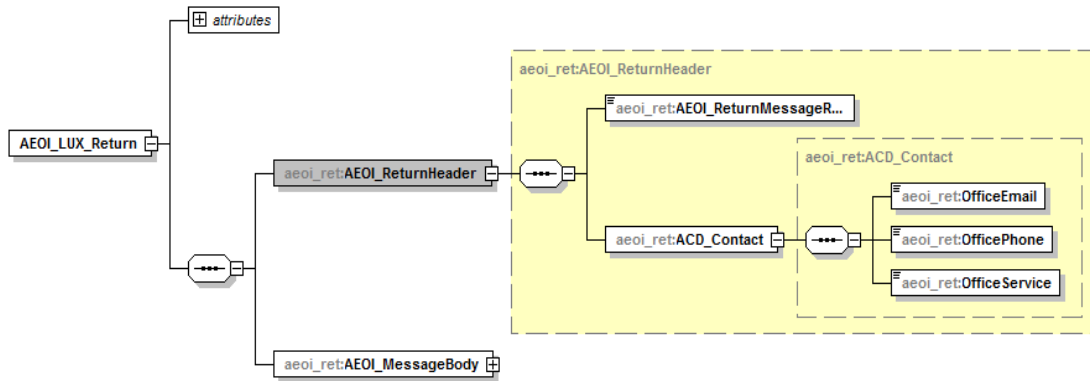 attributes
aeoi_ret:AEOI_ReturnHeader
aeoi_ret:AEOI_ReturnMessageR...
AEOI_LUX_Return
aeoi_ret:ACD_Contact
aeoi_ret:AEOI_ReturnHeader
aeoi_ret:OfficeEmail
aeoi_ret:ACD_Contact
aeoi_ret:OfficePhone
aeoi_ret:OfficeService
aeoi_ret:AEOI_MessageBody